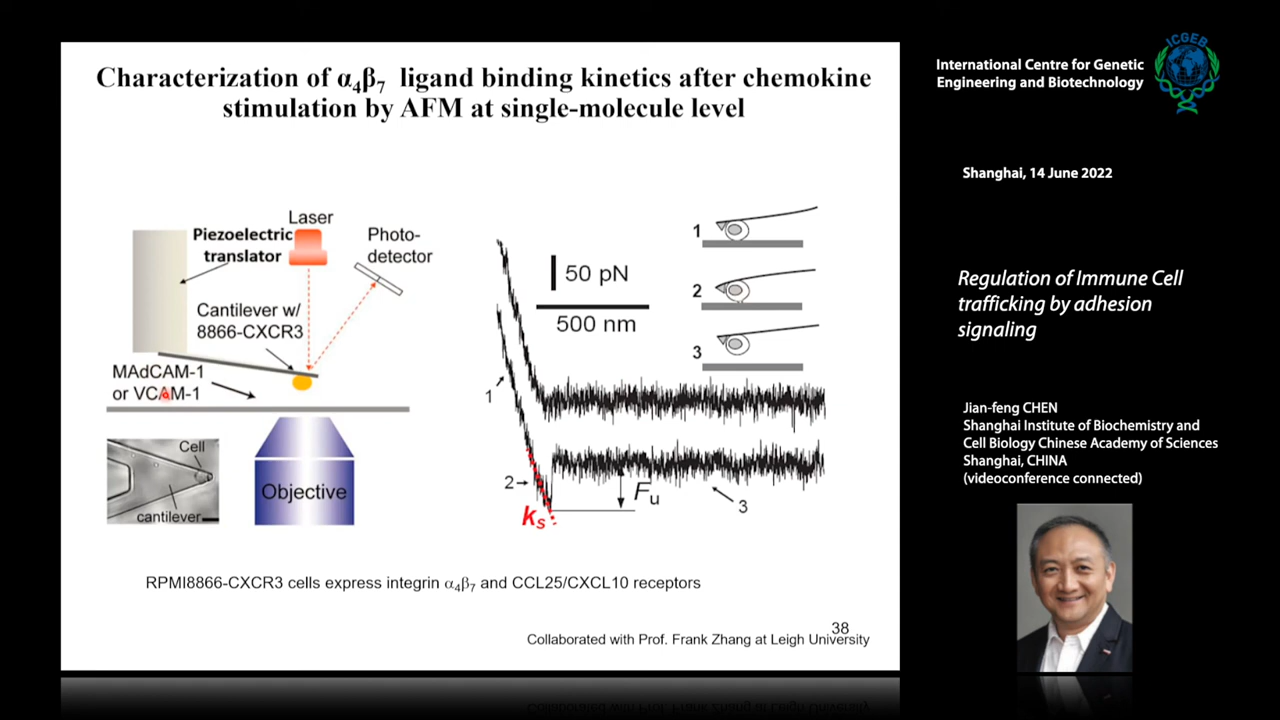 Characterization of α₄β₇ ligand binding kinetics after chemokine
stimulation by AFM at single-molecule level
Laser
Piezoelectric
translator
Photo-
detector
Cantilever w/
8866-CXCR3
MAdCAM-1
or VCAM-1
Cell
cantilever
Objective
50 pN
500 nm
1
2
3
1
2
kₛ
Fᵤ
3
RPMI8866-CXCR3 cells express integrin α₄β₇ and CCL25/CXCL10 receptors
38
Collaborated with Prof. Frank Zhang at Leigh University
ICGEB
International Centre for Genetic
Engineering and Biotechnology
Shanghai, 14 June 2022
Regulation of Immune Cell
trafficking by adhesion
signaling
Jian-feng CHEN
Shanghai Institute of Biochemistry and
Cell Biology Chinese Academy of Sciences
Shanghai, CHINA
(videoconference connected)